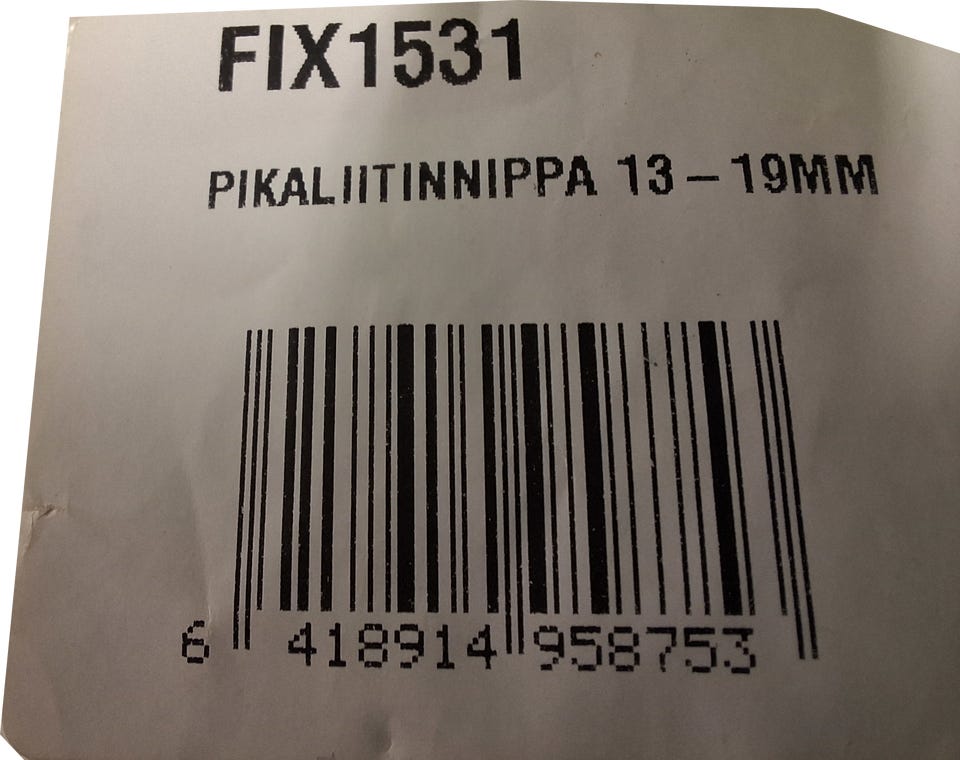 FIX1531
PIKALIITINNIPPA 13-19MM
6 418914 958753